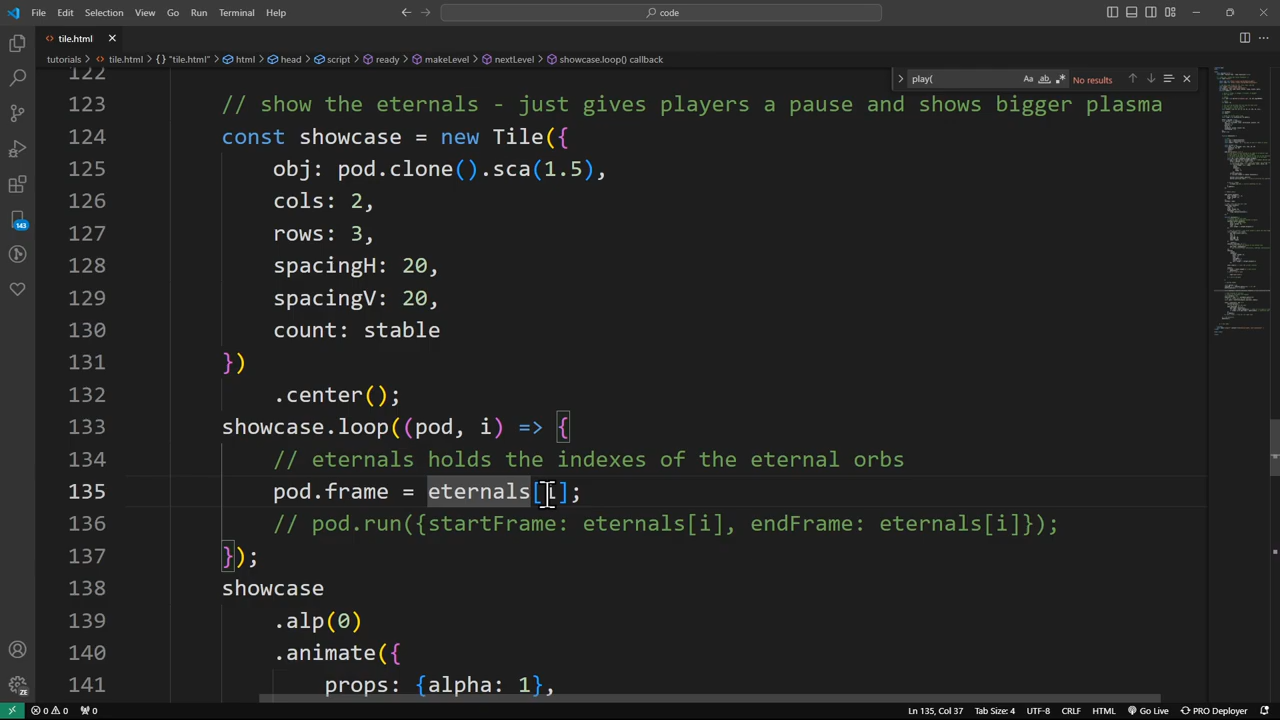 File Edit Selection View Go Run Terminal Help
code
tile.html
tutorials > tile.html > "tile.html" > html > head > script > ready > makeLevel > nextLevel > showcase.loop() callback
play(
Aa ab .*
No results
122
123 // show the eternals - just gives players a pause and shows bigger plasma
124 const showcase = new Tile({
125 obj: pod.clone().sca(1.5),
126 cols: 2,
127 rows: 3,
128 spacingH: 20,
129 spacingV: 20,
130 count: stable
131 })
132 .center();
133 showcase.loop((pod, i) => {
134 // eternals holds the indexes of the eternal orbs
135 pod.frame = eternals[i];
136 // pod.run({startFrame: eternals[i], endFrame: eternals[i]});
137 });
138 showcase
139 .alp(0)
140 .animate({
141 props: {alpha: 1},
143
ZE
0 0 0 Ln 135, Col 37 Tab Size: 4 UTF-8 CRLF HTML Go Live PRO Deployer